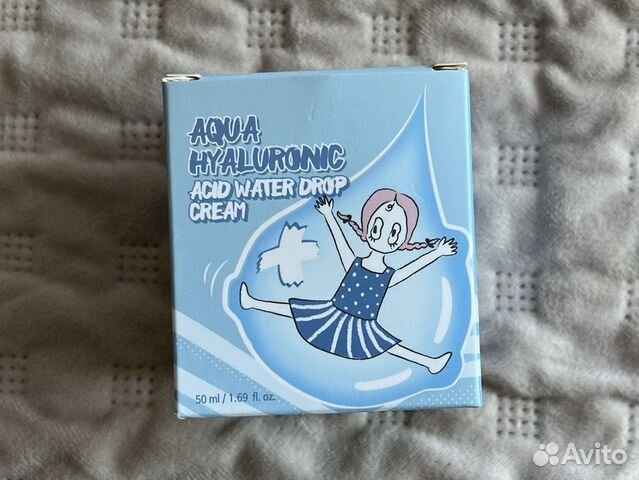 AQUA
HYALURONIC
ACID WATER DROP
CREAM
50 ml / 1.69 fl. oz.
Avito